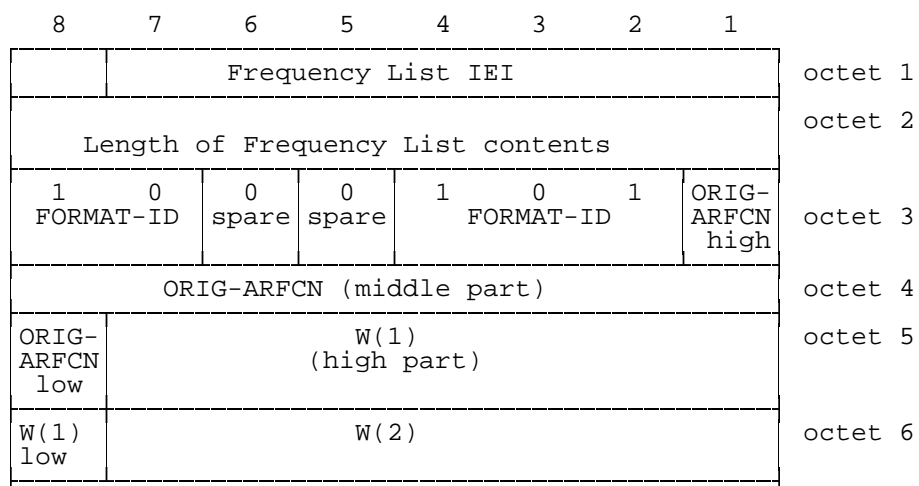 8 7 6 5 4 3 2 1
Frequency List IEI octet 1
octet 2
Length of Frequency List contents
1 0 0 0 1 0 1 ORIG-
FORMAT-ID spare spare FORMAT-ID ARFCN octet 3
high
ORIG-ARFCN (middle part) octet 4
ORIG- W(1) octet 5
ARFCN (high part)
low
W(1) W(2) octet 6
low